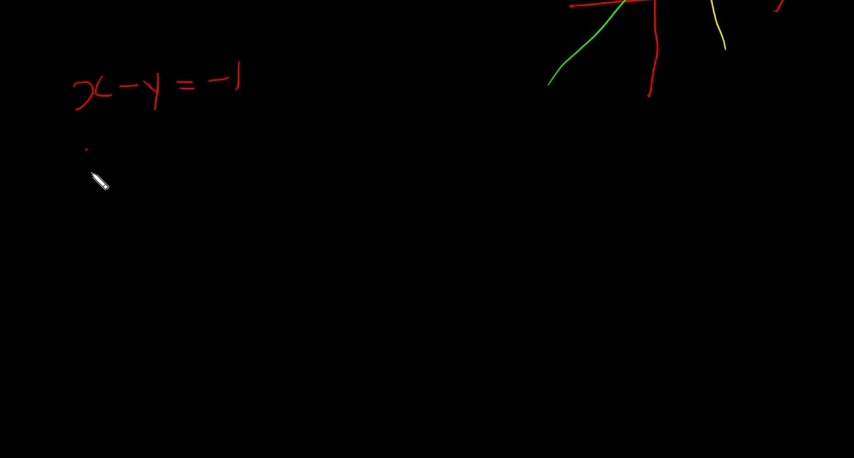 x - y = -1